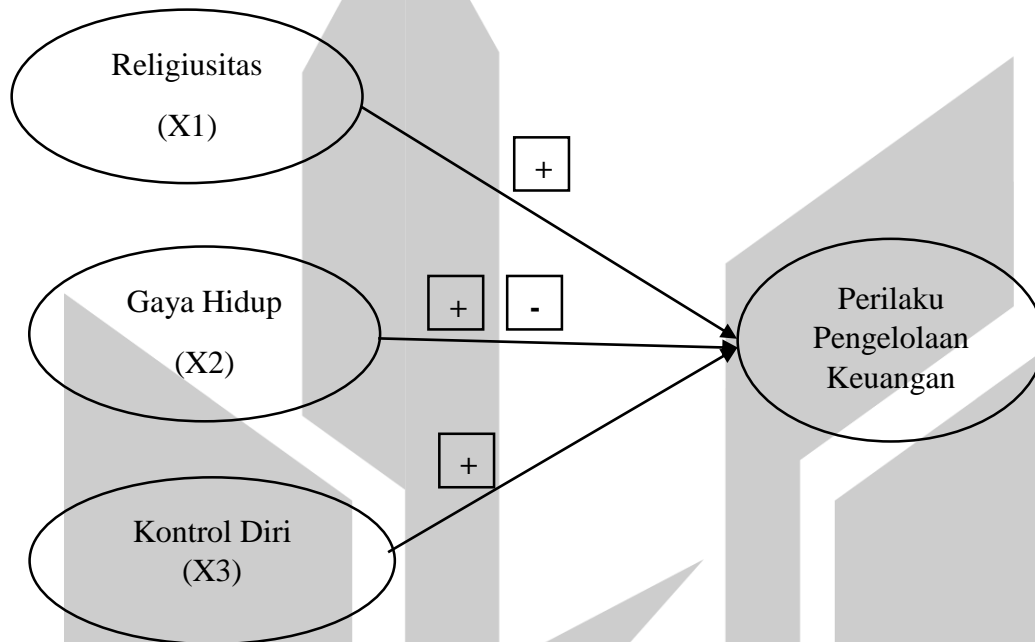 Religiusitas
(X1)
+
Gaya Hidup
(X2)
+ -
Perilaku
Pengelolaan
Keuangan
+
Kontrol Diri
(X3)